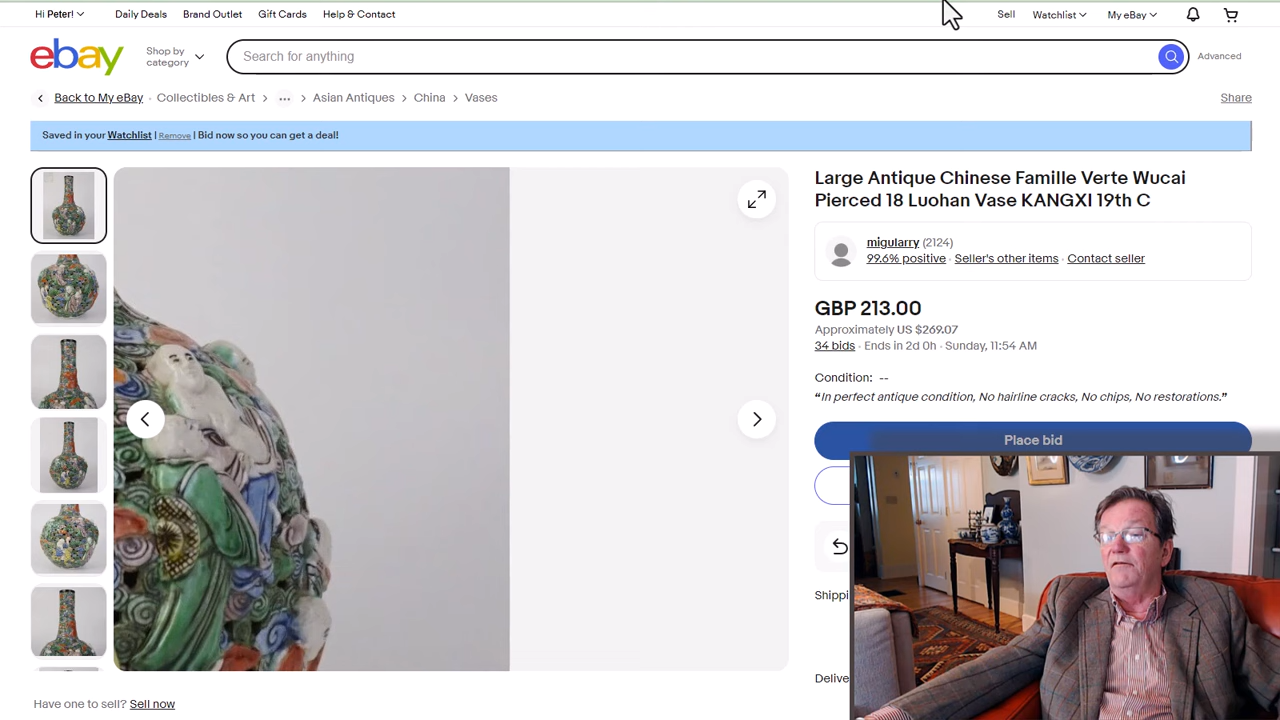 Hi Peter!
Daily Deals
Brand Outlet
Gift Cards
Help & Contact
Sell
Watchlist
My eBay
ebay
Shop by
category
Search for anything
Advanced
Back to My eBay
Collectibles & Art
...
Asian Antiques
China
Vases
Share
Saved in your Watchlist | Remove | Bid now so you can get a deal!
Large Antique Chinese Famille Verte Wucai
Pierced 18 Luohan Vase KANGXI 19th C
migularry (2124)
99.6% positive · Seller's other items · Contact seller
GBP 213.00
Approximately US $269.07
34 bids · Ends in 2d 0h · Sunday, 11:54 AM
Condition: --
“In perfect antique condition, No hairline cracks, No chips, No restorations.”
Place bid
Have one to sell? Sell now